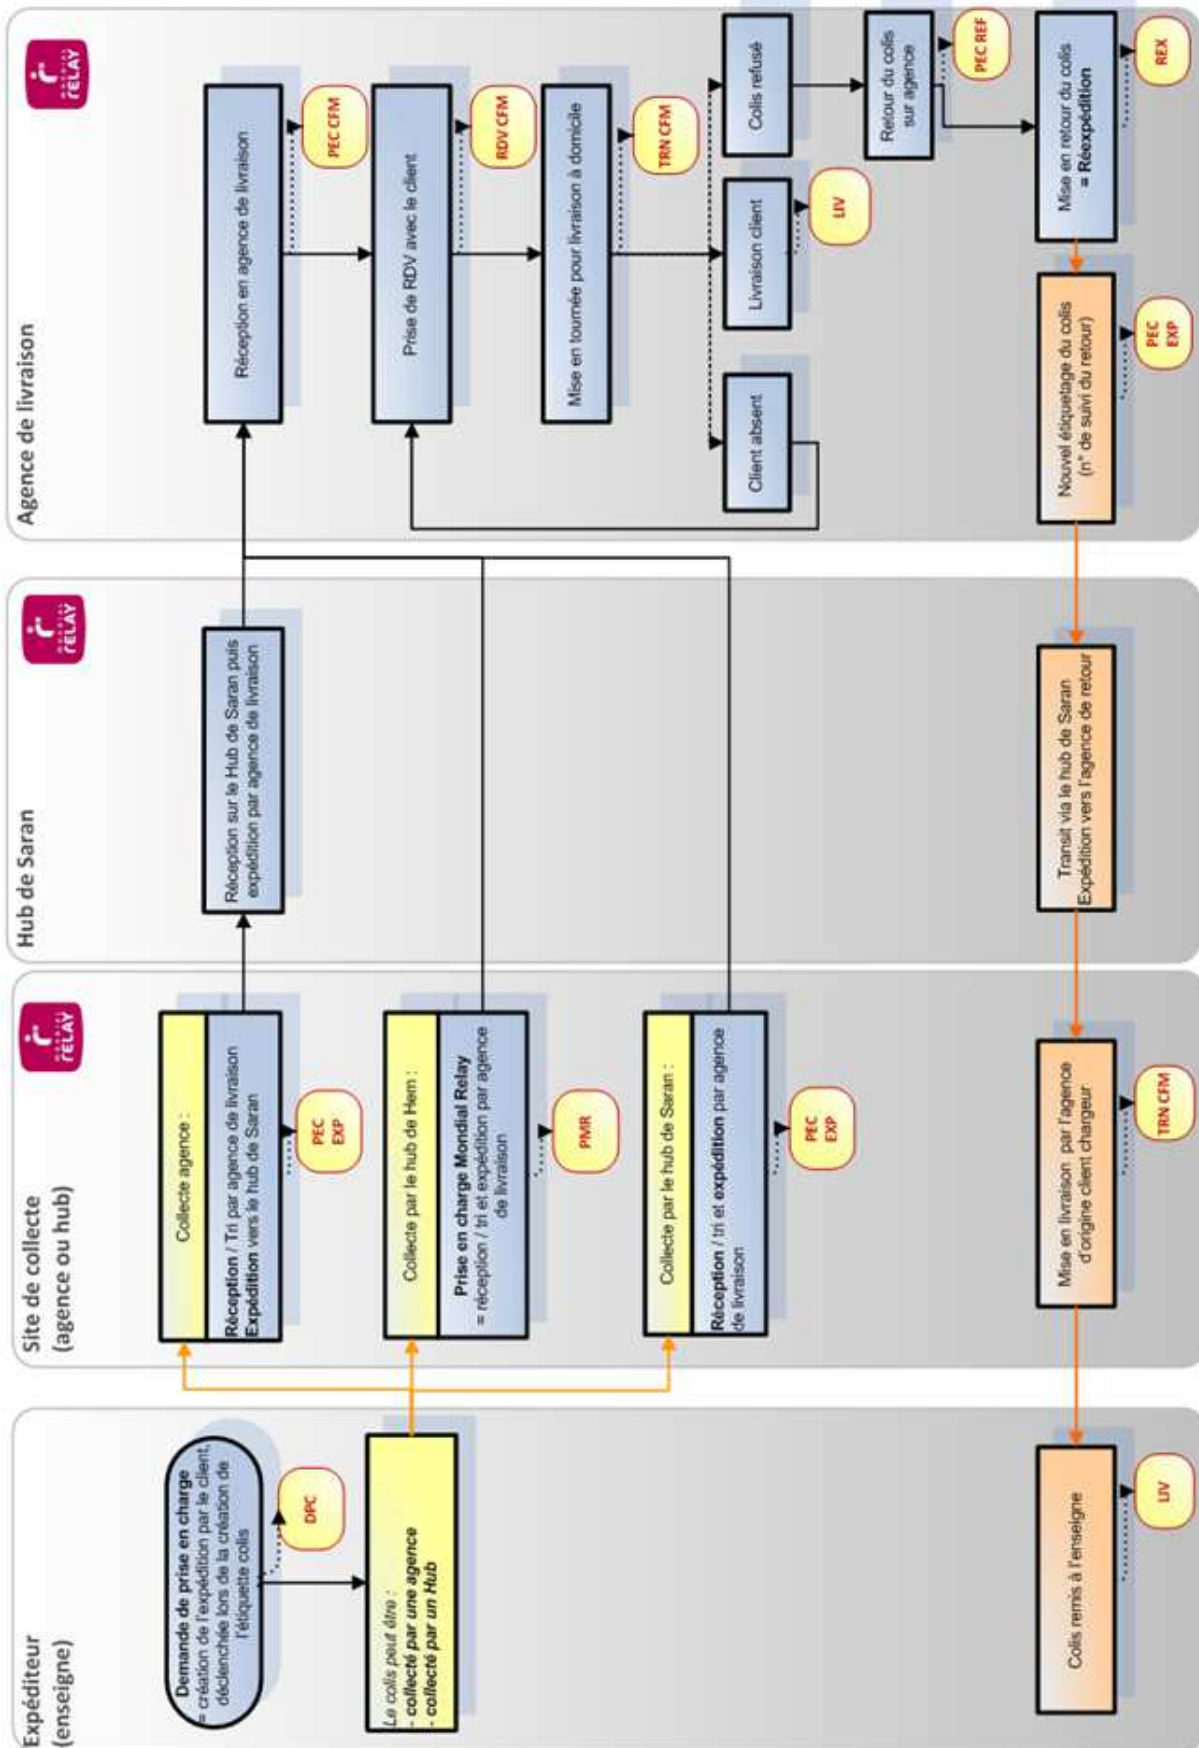 Expéditeur
(enseigne)
Demande de prise en charge
= création de l'expédition par le client,
déclenchée lors de la création de
l'étiquette colis
DPC
Le colis peut être :
- collecté par une agence
- collecté par un Hub
Colis remis à l'enseigne
LIV
Site de collecte
(agence ou hub)
RELAY
Collecte agence :
Réception / Tri par agence de livraison
Expédition vers le hub de Saran
PEC
EXP
Collecte par le hub de Hem :
Prise en charge Mondial Relay
= réception / tri et expédition par agence
de livraison
PMR
Collecte par le hub de Saran :
Réception / tri et expédition par agence
de livraison
PEC
EXP
Mise en livraison par l'agence
d'origine client chargeur
TRN CFM
Hub de Saran
RELAY
Réception sur le Hub de Saran puis
expédition par agence de livraison
Transit via le hub de Saran
Expédition vers l'agence de retour
Agence de livraison
RELAY
Réception en agence de livraison
PEC CFM
Prise de RDV avec le client
RDV CFM
Mise en tournée pour livraison à domicile
TRN CFM
Client absent
Livraison client
LIV
Colis refusé
Retour du colis
sur agence
PEC REF
Mise en retour du colis
= Réexpédition
REX
Nouvel étiquetage du colis
(n° de suivi du retour)
PEC
EXP